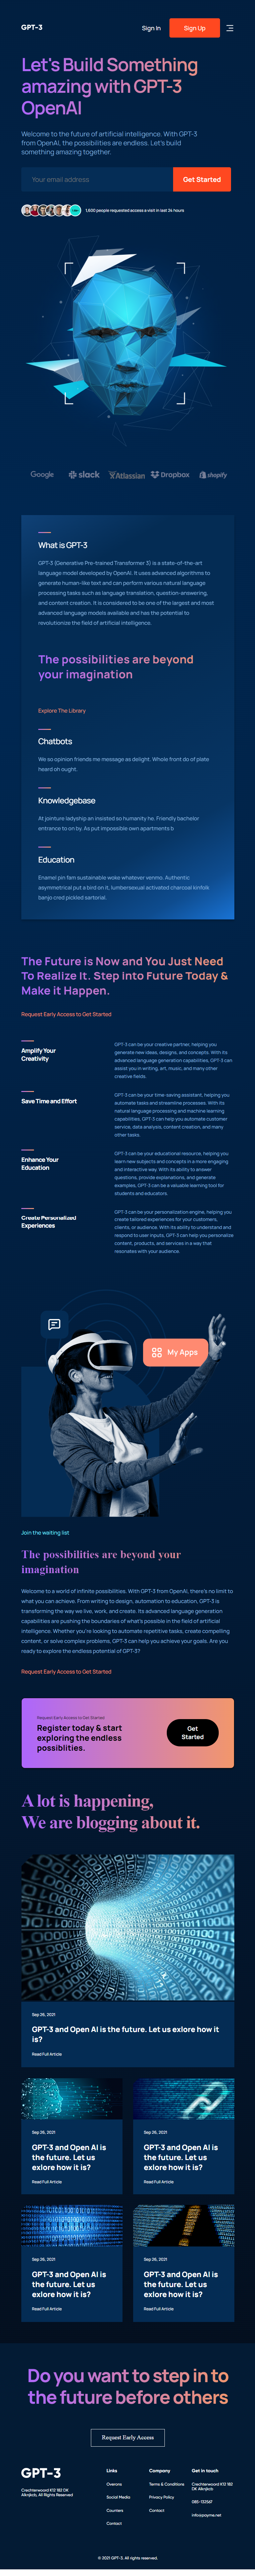 GPT-3
Sign In
Sign Up
Let's Build Something
amazing with GPT-3
OpenAI
Welcome to the future of artificial intelligence. With GPT-3
from OpenAI, the possibilities are endless. Let's build
something amazing together.
Your email address
Get Started
1,600 people requested access a visit in last 24 hours
Google
slack
Atlassian
Dropbox
shopify
What is GPT-3
GPT-3 (Generative Pre-trained Transformer 3) is a state-of-the-art
language model developed by OpenAI. It uses advanced algorithms to
generate human-like text and can perform various natural language
processing tasks such as language translation, question-answering,
and content creation. It is considered to be one of the largest and most
advanced language models available and has the potential to
revolutionize the field of artificial intelligence.
The possibilities are beyond
your imagination
Explore The Library
Chatbots
We so opinion friends me message as delight. Whole front do of plate
heard oh ought.
Knowledgebase
At jointure ladyship an insisted so humanity he. Friendly bachelor
entrance to on by. As put impossible own apartments b
Education
Enamel pin fam sustainable woke whatever venmo. Authentic
asymmetrical put a bird on it, lumbersexual activated charcoal kinfolk
banjo cred pickled sartorial.
The Future is Now and You Just Need
To Realize It. Step into Future Today &
Make it Happen.
Request Early Access to Get Started
Amplify Your
Creativity
GPT-3 can be your creative partner, helping you
generate new ideas, designs, and concepts. With its
advanced language generation capabilities, GPT-3 can
assist you in writing, art, music, and many other
creative fields.
Save Time and Effort
GPT-3 can be your time-saving assistant, helping you
automate tasks and streamline processes. With its
natural language processing and machine learning
capabilities, GPT-3 can help you automate customer
service, data analysis, content creation, and many
other tasks.
Enhance Your
Education
GPT-3 can be your educational resource, helping you
learn new subjects and concepts in a more engaging
and interactive way. With its ability to answer
questions, provide explanations, and generate
examples, GPT-3 can be a valuable learning tool for
students and educators.
Create Personalized
Experiences
GPT-3 can be your personalization engine, helping you
create tailored experiences for your customers,
clients, or audience. With its ability to understand and
respond to user inputs, GPT-3 can help you personalize
content, products, and services in a way that
resonates with your audience.
My Apps
Join the waiting list
The possibilities are beyond your
imagination
Welcome to a world of infinite possibilities. With GPT-3 from OpenAI, there's no limit to
what you can achieve. From writing to design, automation to education, GPT-3 is
transforming the way we live, work, and create. Its advanced language generation
capabilities are pushing the boundaries of what's possible in the field of artificial
intelligence. Whether you're looking to automate repetitive tasks, create compelling
content, or solve complex problems, GPT-3 can help you achieve your goals. Are you
ready to explore the endless potential of GPT-3?
Request Early Access to Get Started
Request Early Access to Get Started
Register today & start
exploring the endless
possiblities.
Get
Started
A lot is happening,
We are blogging about it.
Sep 26, 2021
GPT-3 and Open AI is the future. Let us exlore how it
is?
Read Full Article
Sep 26, 2021
GPT-3 and Open AI is
the future. Let us
exlore how it is?
Read Full Article
Sep 26, 2021
GPT-3 and Open AI is
the future. Let us
exlore how it is?
Read Full Article
Sep 26, 2021
GPT-3 and Open AI is
the future. Let us
exlore how it is?
Read Full Article
Sep 26, 2021
GPT-3 and Open AI is
the future. Let us
exlore how it is?
Read Full Article
Do you want to step in to
the future before others
Request Early Access
GPT-3
Crechterwoord K12 182 DK
Alknjkcb, All Rights Reserved
Links
Overons
Social Media
Counters
Contact
Company
Terms & Conditions
Privacy Policy
Contact
Get in touch
Crechterwoord K12 182
DK Alknjkcb
085-132567
info@payme.net
© 2021 GPT-3. All rights reserved.